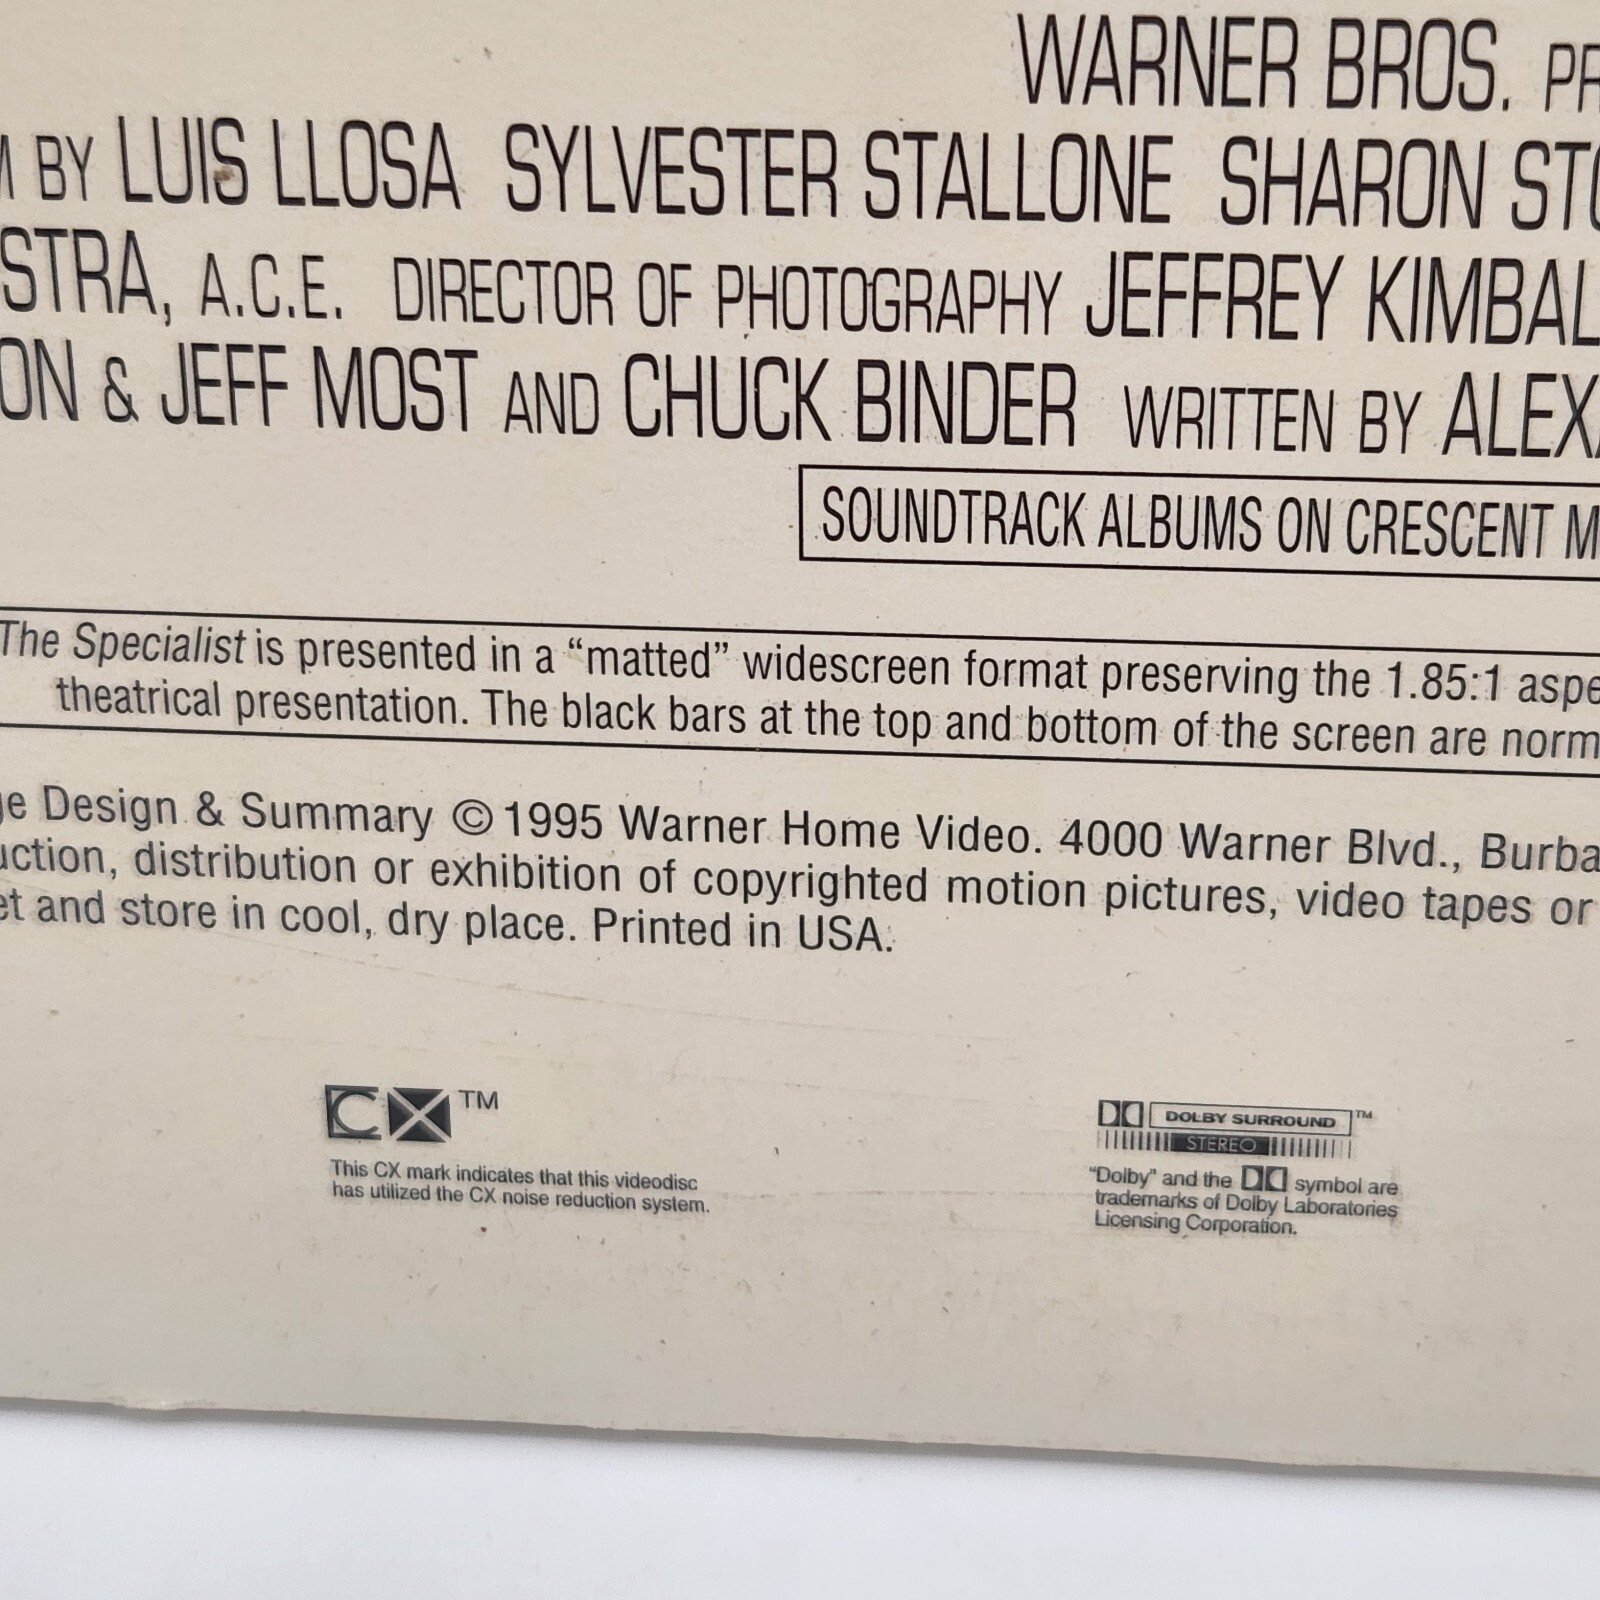 WARNER BROS. PR
M BY LUIS LLOSA SYLVESTER STALLONE SHARON STO
STRA, A.C.E. DIRECTOR OF PHOTOGRAPHY JEFFREY KIMBAL
ON & JEFF MOST AND CHUCK BINDER WRITTEN BY ALEXA
SOUNDTRACK ALBUMS ON CRESCENT M
The Specialist is presented in a “matted” widescreen format preserving the 1.85:1 aspe
theatrical presentation. The black bars at the top and bottom of the screen are norm
ge Design & Summary © 1995 Warner Home Video. 4000 Warner Blvd., Burba
uction, distribution or exhibition of copyrighted motion pictures, video tapes or
et and store in cool, dry place. Printed in USA.
CX™
This CX mark indicates that this videodisc
has utilized the CX noise reduction system.
DOLBY SURROUND™
STEREO
"Dolby" and the symbol are
trademarks of Dolby Laboratories
Licensing Corporation.